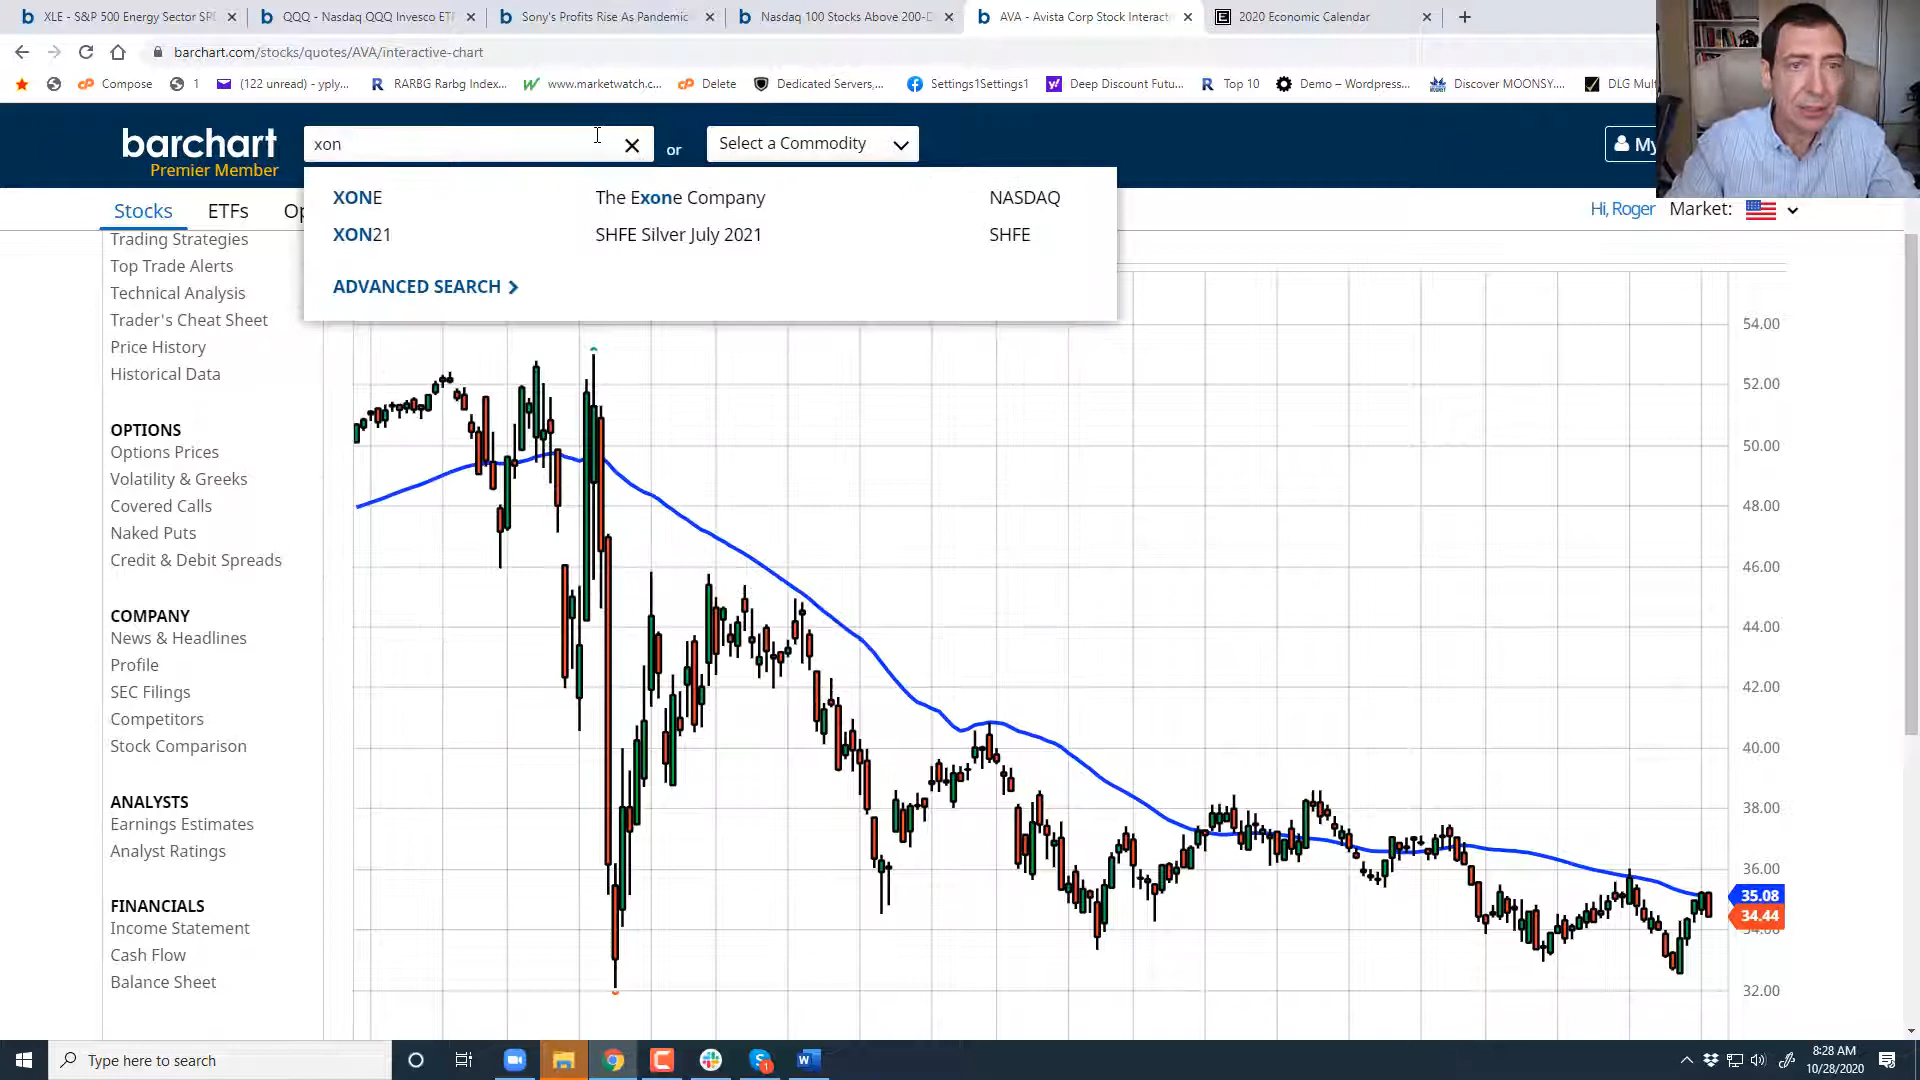 XLE - S&P 500 Energy Sector SPD
QQQ - Nasdaq QQQ Invesco ETF
Sony's Profits Rise As Pandemic
Nasdaq 100 Stocks Above 200-D
AVA - Avista Corp Stock Interact
2020 Economic Calendar
barchart.com/stocks/quotes/AVA/interactive-chart
Compose
1
(122 unread) - yply...
RARBG Rarbg Index...
www.marketwatch.c...
Delete
Dedicated Servers,...
Settings1Settings1
Deep Discount Futu...
Top 10
Demo – Wordpress...
Discover MOONSY....
DLG Mul
barchart
Premier Member
xon
or
Select a Commodity
My
XONE The Exone Company NASDAQ
XON21 SHFE Silver July 2021 SHFE
ADVANCED SEARCH
Stocks
ETFs
Op
Hi, Roger
Market:
Trading Strategies
Top Trade Alerts
Technical Analysis
Trader's Cheat Sheet
Price History
Historical Data
OPTIONS
Options Prices
Volatility & Greeks
Covered Calls
Naked Puts
Credit & Debit Spreads
COMPANY
News & Headlines
Profile
SEC Filings
Competitors
Stock Comparison
ANALYSTS
Earnings Estimates
Analyst Ratings
FINANCIALS
Income Statement
Cash Flow
Balance Sheet
54.00
52.00
50.00
48.00
46.00
44.00
42.00
40.00
38.00
36.00
35.08
34.44
34.00
32.00
Type here to search
8:28 AM
10/28/2020